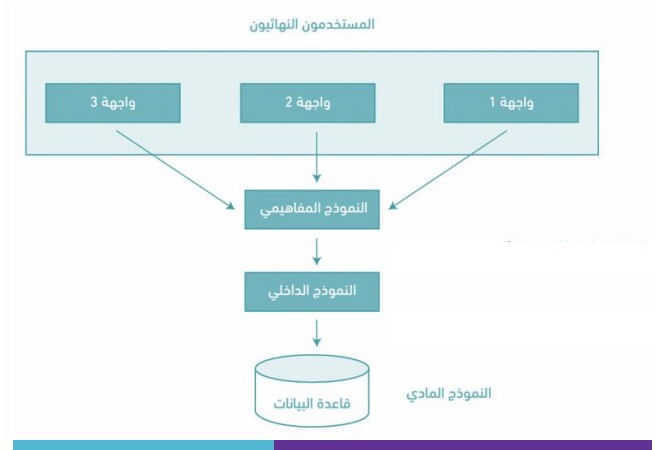 المستخدمون النهائيون
واجهة 1
واجهة 2
واجهة 3
النموذج المفاهيمي
النموذج الداخلي
النموذج المادي
قاعدة البيانات